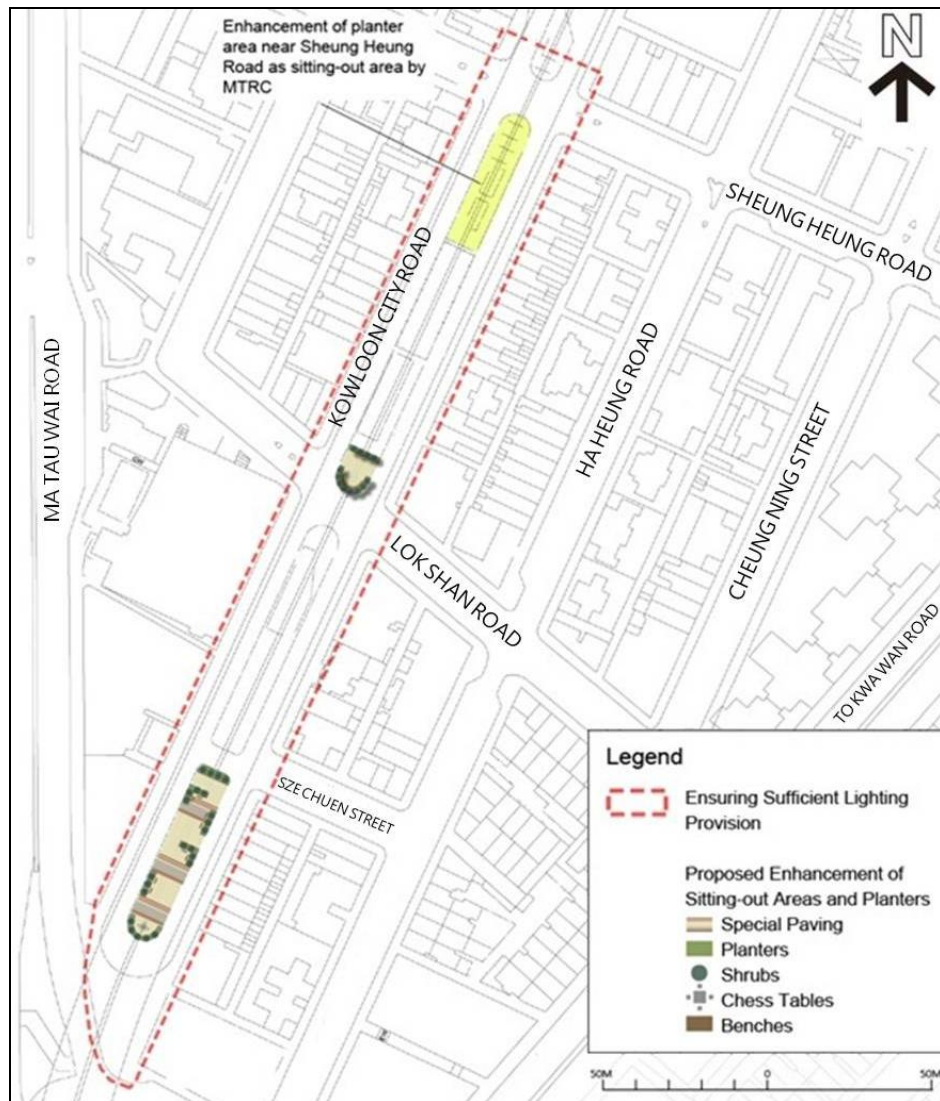 Enhancement of planter
area near Sheung Heung
Road as sitting-out area by
MTRC
N
SHEUNG HEUNG ROAD
KOWLOON CITY ROAD
MA TAU WAI ROAD
HA HEUNG ROAD
CHEUNG NING STREET
LOK SHAN ROAD
TO KWA WAN ROAD
SZE CHUEN STREET
Legend
Ensuring Sufficient Lighting
Provision
Proposed Enhancement of
Sitting-out Areas and Planters
Special Paving
Planters
Shrubs
Chess Tables
Benches
50M 0 50M